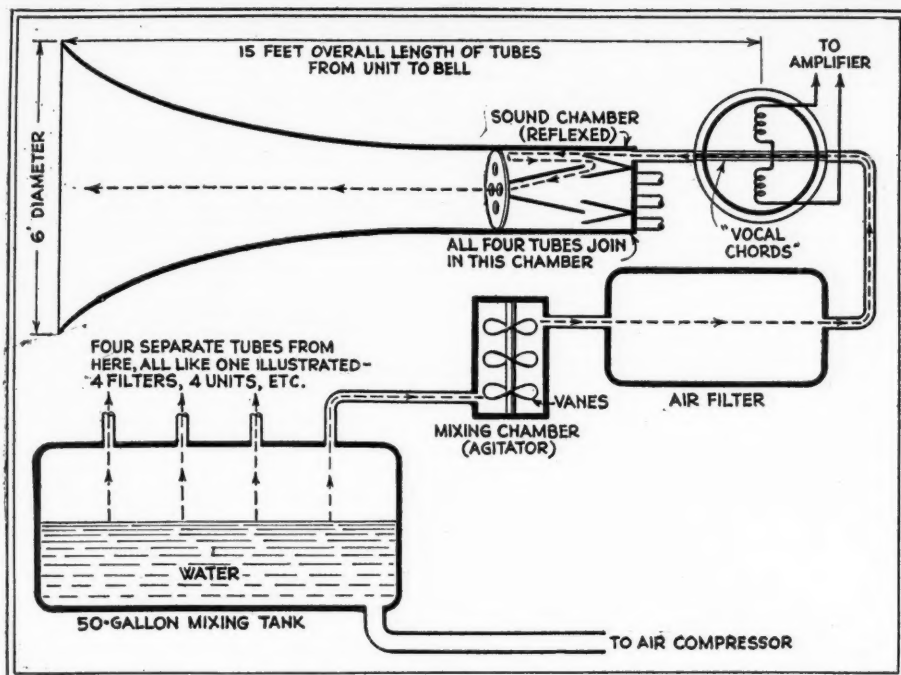 15 FEET OVERALL LENGTH OF TUBES
FROM UNIT TO BELL
TO
AMPLIFIER
SOUND CHAMBER
(REFLEXED)
6' DIAMETER
"VOCAL
CHORDS"
ALL FOUR TUBES JOIN
IN THIS CHAMBER
FOUR SEPARATE TUBES FROM
HERE, ALL LIKE ONE ILLUSTRATED-
4 FILTERS, 4 UNITS, ETC.
VANES
AIR FILTER
MIXING CHAMBER
(AGITATOR)
WATER
50-GALLON MIXING TANK
TO AIR COMPRESSOR